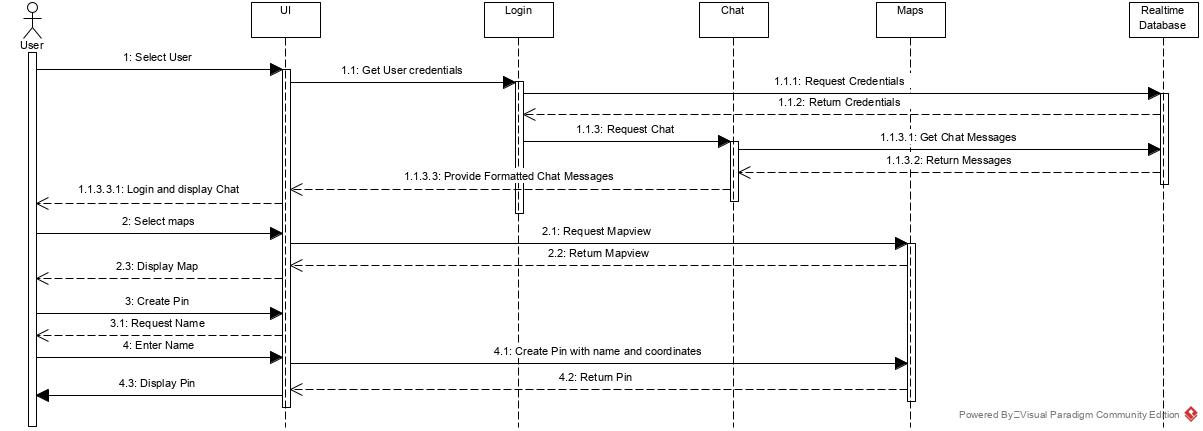 UI
Login
Chat
Maps
Realtime
Database
User
1: Select User
1.1: Get User credentials
1.1.1: Request Credentials
1.1.2: Return Credentials
1.1.3: Request Chat
1.1.3.1: Get Chat Messages
1.1.3.2: Return Messages
1.1.3.3: Provide Formatted Chat Messages
1.1.3.3.1: Login and display Chat
2: Select maps
2.1: Request Mapview
2.2: Return Mapview
2.3: Display Map
3: Create Pin
3.1: Request Name
4: Enter Name
4.1: Create Pin with name and coordinates
4.2: Return Pin
4.3: Display Pin
Powered By Visual Paradigm Community Edition